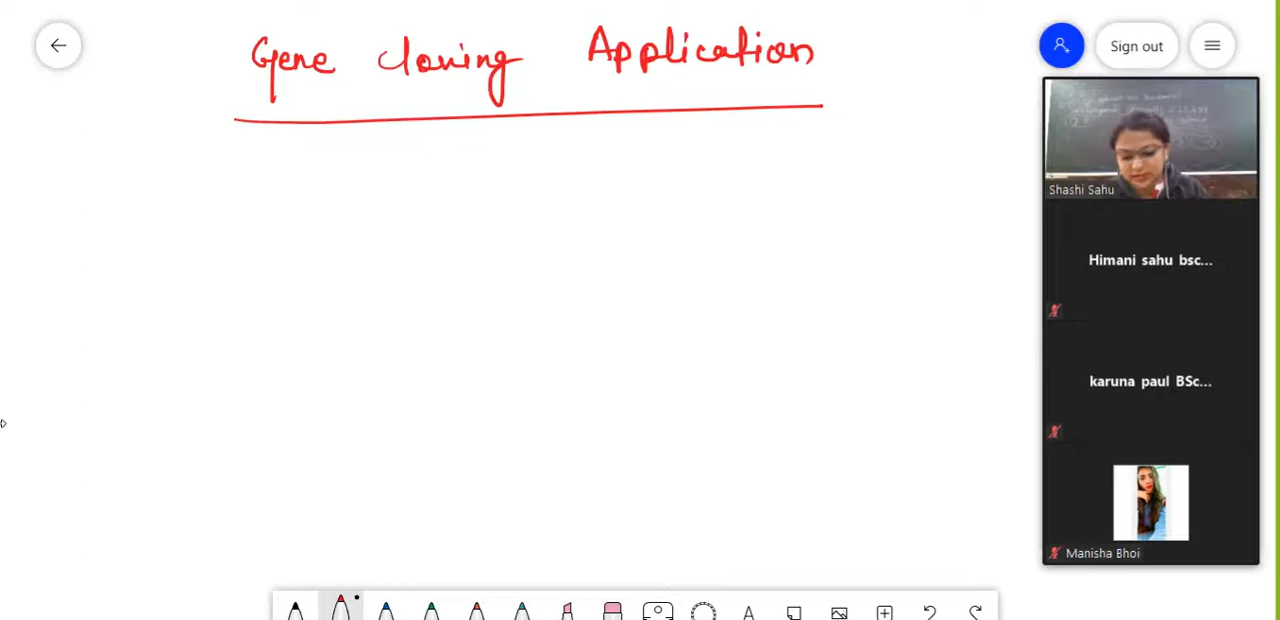 Gene cloning Application
Sign out
Shashi Sahu
Himani sahu bsc...
karuna paul BSc...
Manisha Bhoi
A